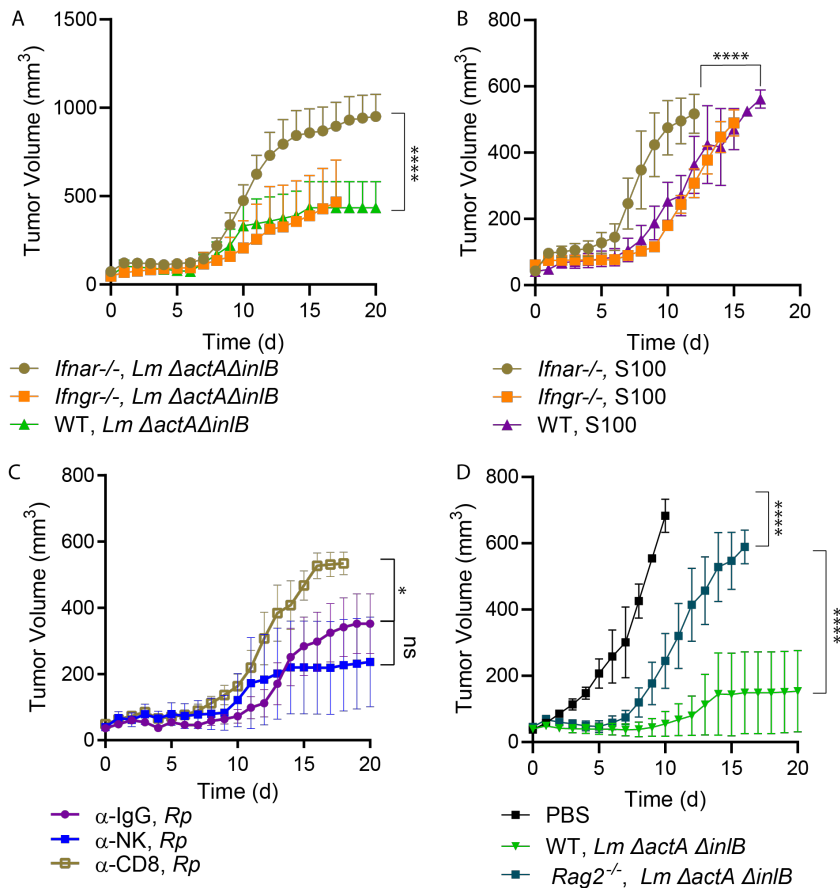 A
Tumor Volume (mm³)
1500
1000
500
0
0 5 10 15 20
Time (d)
****
Ifnar-/-, Lm ΔactAΔinlB
Ifngr-/-, Lm ΔactAΔinlB
WT, Lm ΔactAΔinlB
B
Tumor Volume (mm³)
800
600
400
200
0
0 5 10 15 20
Time (d)
****
Ifnar-/-, S100
Ifngr-/-, S100
WT, S100
C
Tumor Volume (mm³)
800
600
400
200
0
0 5 10 15 20
Time (d)
*
ns
α-IgG, Rp
α-NK, Rp
α-CD8, Rp
D
Tumor Volume (mm³)
800
600
400
200
0
0 5 10 15 20
Time (d)
****
****
PBS
WT, Lm ΔactA ΔinlB
Rag2⁻/⁻, Lm ΔactA ΔinlB